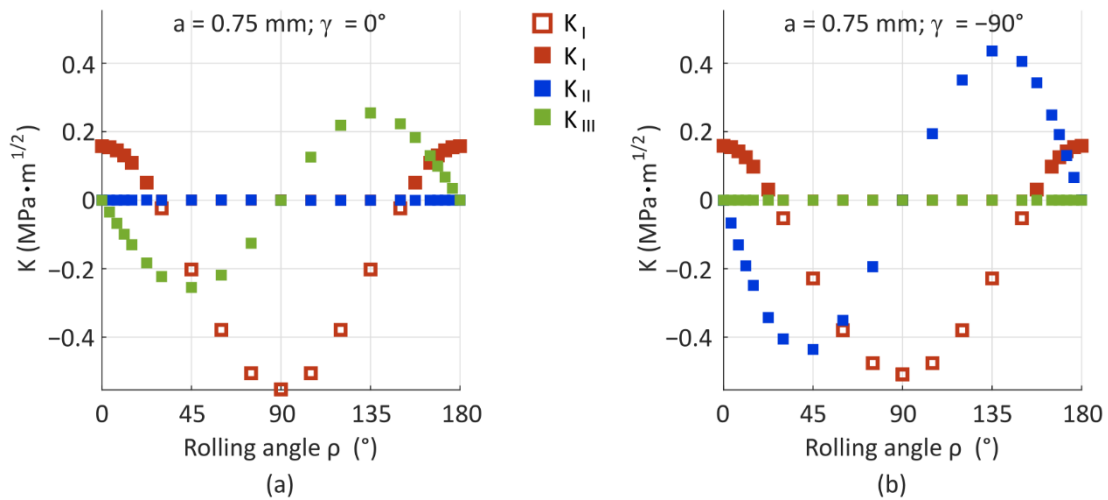 a = 0.75 mm; γ = 0°
K I
K I
K II
K III
a = 0.75 mm; γ = −90°
K (MPa•m^1/2)
0.4
0.2
0
−0.2
−0.4
0 45 90 135 180
Rolling angle ρ (°)
(a)
K (MPa•m^1/2)
0.4
0.2
0
−0.2
−0.4
0 45 90 135 180
Rolling angle ρ (°)
(b)